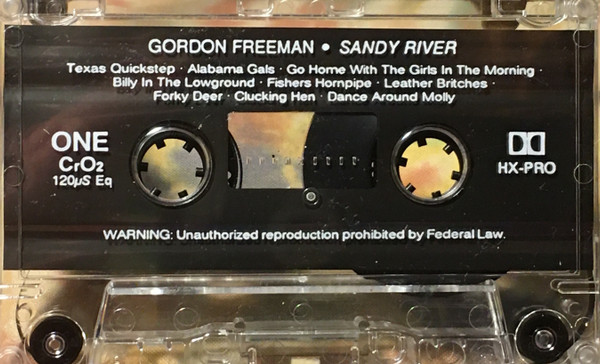 GORDON FREEMAN • SANDY RIVER
Texas Quickstep · Alabama Gals · Go Home With The Girls In The Morning ·
Billy In The Lowground · Fishers Hornpipe · Leather Britches ·
Forky Deer · Clucking Hen · Dance Around Molly
ONE
CrO₂
120µS Eq
HX-PRO
WARNING: Unauthorized reproduction prohibited by Federal Law.